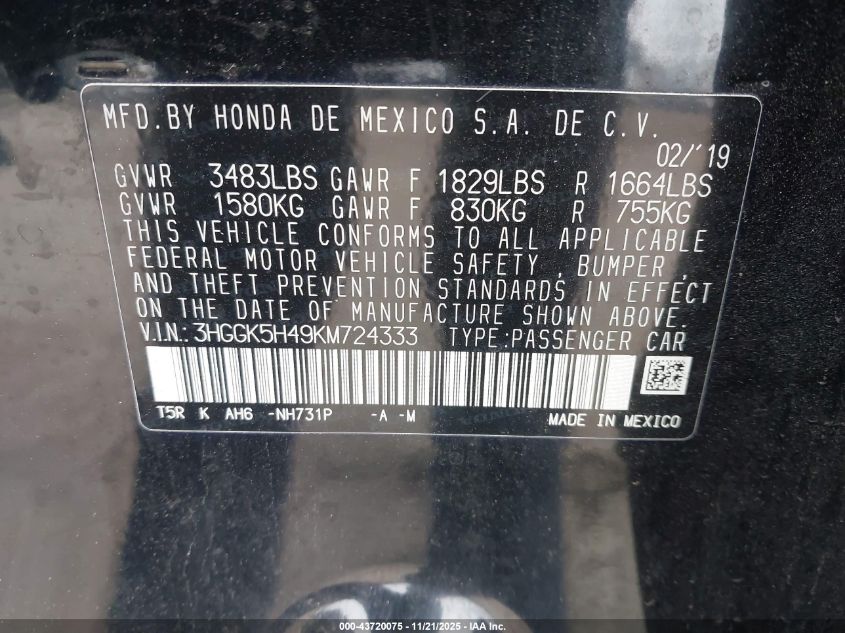 MFD.BY HONDA DE MEXICO S.A. DE C.V.
02/'19
GVWR 3483LBS GAWR F 1829LBS R 1664LBS
GVWR 1580KG GAWR F 830KG R 755KG
THIS VEHICLE CONFORMS TO ALL APPLICABLE
FEDERAL MOTOR VEHICLE SAFETY , BUMPER ,
AND THEFT PREVENTION STANDARDS IN EFFECT
ON THE DATE OF MANUFACTURE SHOWN ABOVE.
V.I.N.: 3HGGK5H49KM724333 TYPE:PASSENGER CAR
T5R K AH6 -NH731P -A -M MADE IN MEXICO
000-43720075 - 11/21/2025 - IAA Inc.